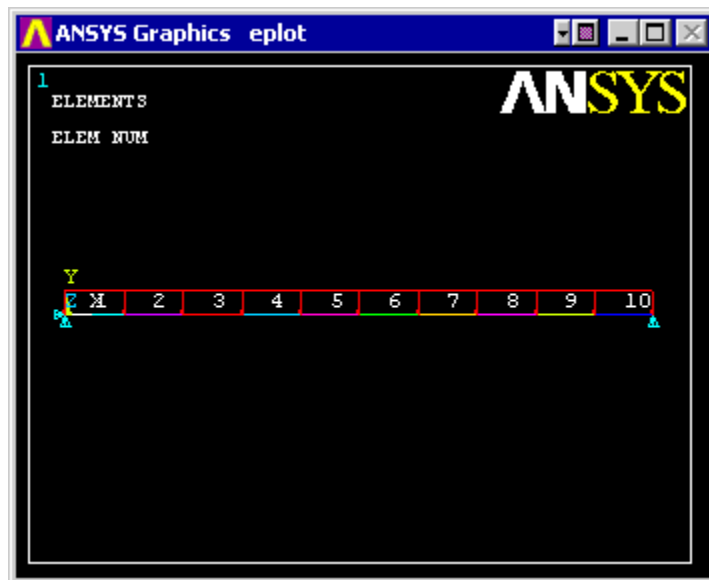 ANSYS Graphics eplot
1
ANSYS
ELEMENTS
ELEM NUM
Y
Z X 2 3 4 5 6 7 8 9 10